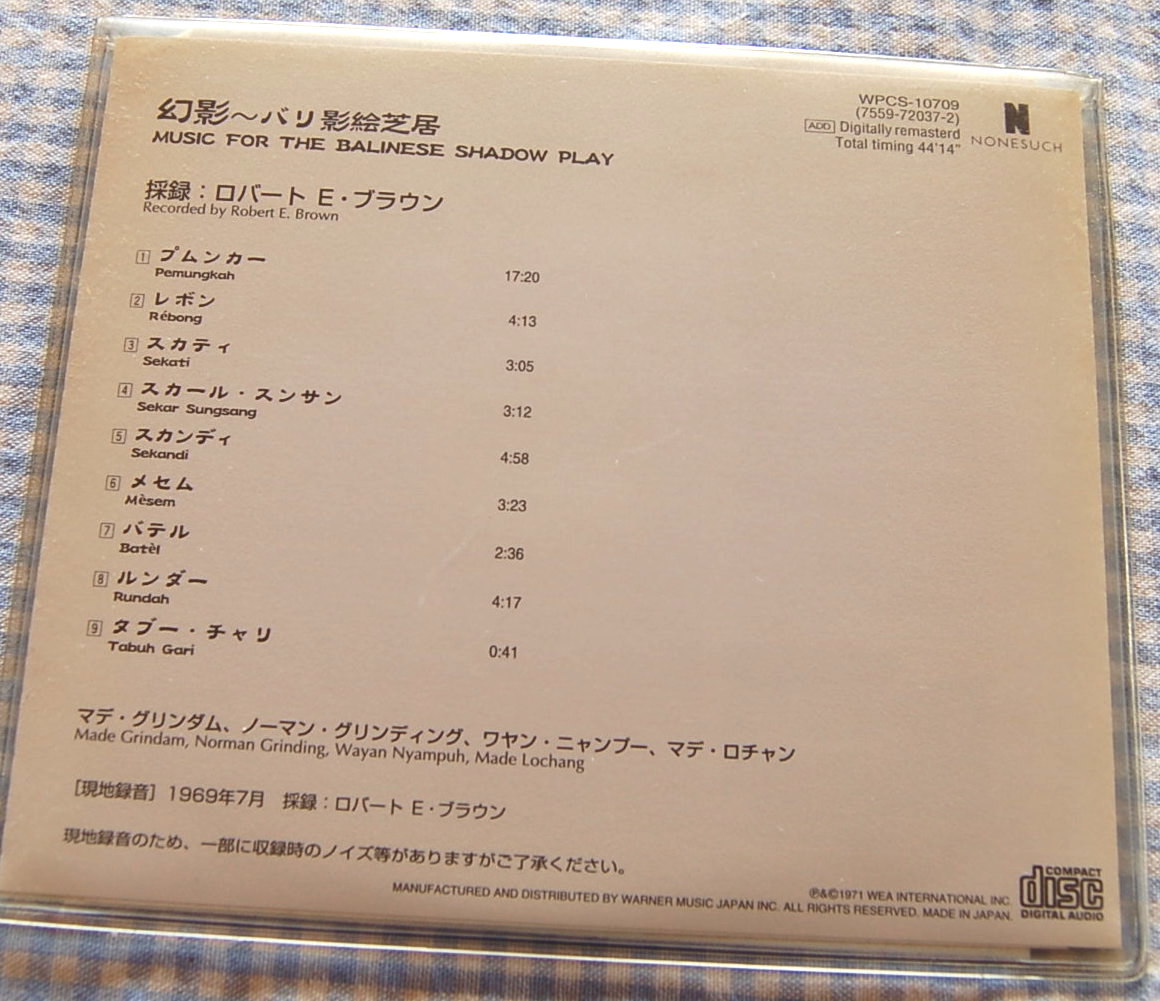 幻影～バリ影絵芝居
MUSIC FOR THE BALINESE SHADOW PLAY
WPCS-10709
(7559-72037-2)
ADD Digitally remasterd
Total timing 44'14"
N
NONESUCH
採録：ロバート E・ブラウン
Recorded by Robert E. Brown
1 プムンカー
Pemungkah 17:20
2 レボン
Rébong 4:13
3 スカティ
Sekati 3:05
4 スカール・スンサン
Sekar Sungsang 3:12
5 スカンディ
Sekandi 4:58
6 メセム
Mèsem 3:23
7 バテル
Batèl 2:36
8 ルンダー
Rundah 4:17
9 タブー・チャリ
Tabuh Gari 0:41
マデ・グリンダム、ノーマン・グリンディング、ワヤン・ニャンプー、マデ・ロチャン
Made Grindam, Norman Grinding, Wayan Nyampuh, Made Lochang
［現地録音］1969年7月 採録：ロバート E・ブラウン
現地録音のため、一部に収録時のノイズ等がありますがご了承ください。
℗&©1971 WEA INTERNATIONAL INC.
MANUFACTURED AND DISTRIBUTED BY WARNER MUSIC JAPAN INC. ALL RIGHTS RESERVED. MADE IN JAPAN.
COMPACT
disc
DIGITAL AUDIO